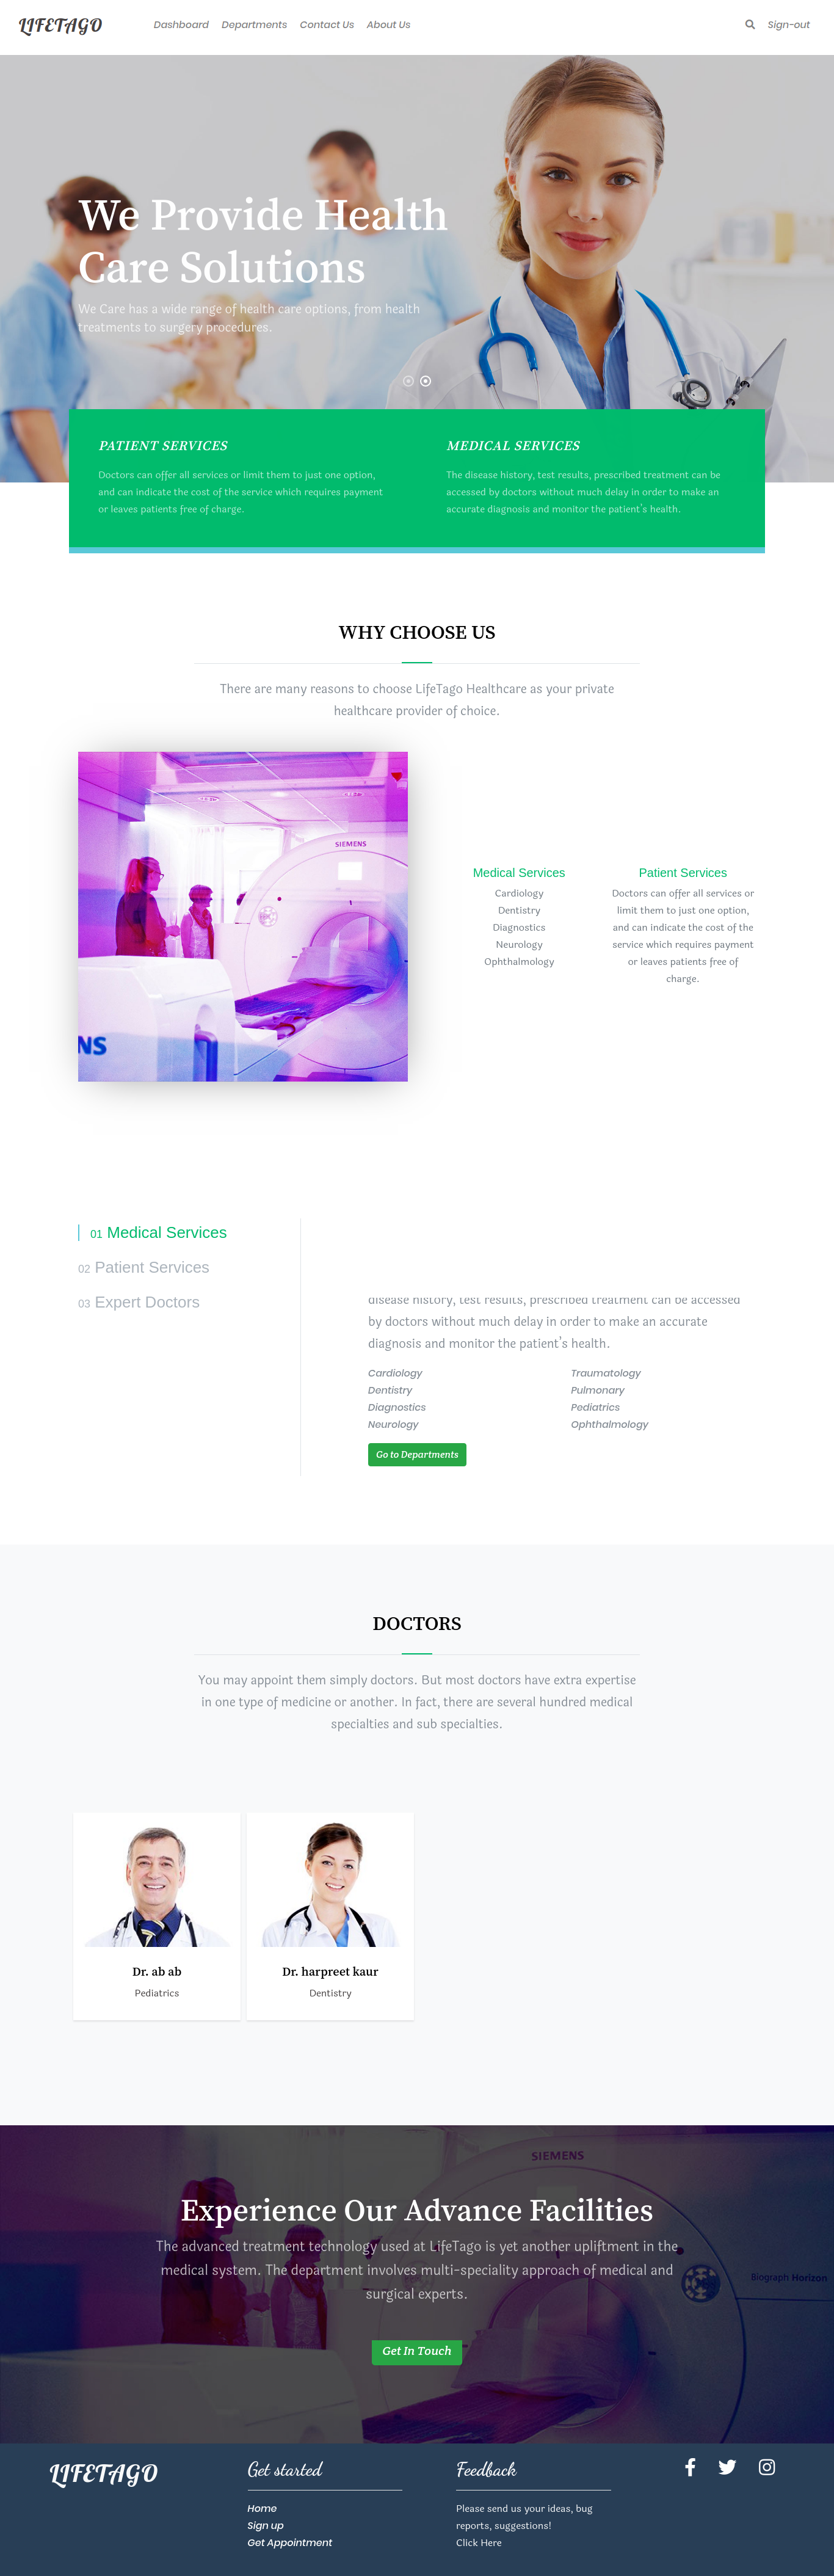 LIFETAGO
Dashboard Departments Contact Us About Us
Sign-out
We Provide Health
Care Solutions
We Care has a wide range of health care options, from health
treatments to surgery procedures.
PATIENT SERVICES
Doctors can offer all services or limit them to just one option,
and can indicate the cost of the service which requires payment
or leaves patients free of charge.
MEDICAL SERVICES
The disease history, test results, prescribed treatment can be
accessed by doctors without much delay in order to make an
accurate diagnosis and monitor the patient's health.
WHY CHOOSE US
There are many reasons to choose LifeTago Healthcare as your private
healthcare provider of choice.
SIEMENS
NS
Medical Services
Cardiology
Dentistry
Diagnostics
Neurology
Ophthalmology
Patient Services
Doctors can offer all services or
limit them to just one option,
and can indicate the cost of the
service which requires payment
or leaves patients free of
charge.
01 Medical Services
02 Patient Services
03 Expert Doctors
disease history, test results, prescribed treatment can be accessed
by doctors without much delay in order to make an accurate
diagnosis and monitor the patient's health.
Cardiology
Dentistry
Diagnostics
Neurology
Traumatology
Pulmonary
Pediatrics
Ophthalmology
Go to Departments
DOCTORS
You may appoint them simply doctors. But most doctors have extra expertise
in one type of medicine or another. In fact, there are several hundred medical
specialties and sub specialties.
Dr. ab ab
Pediatrics
Dr. harpreet kaur
Dentistry
SIEMENS
Experience Our Advance Facilities
The advanced treatment technology used at LifeTago is yet another upliftment in the
medical system. The department involves multi-speciality approach of medical and
surgical experts.
Biograph Horizon
Get In Touch
LIFETAGO
Get started
Home
Sign up
Get Appointment
Feedback
Please send us your ideas, bug
reports, suggestions!
Click Here